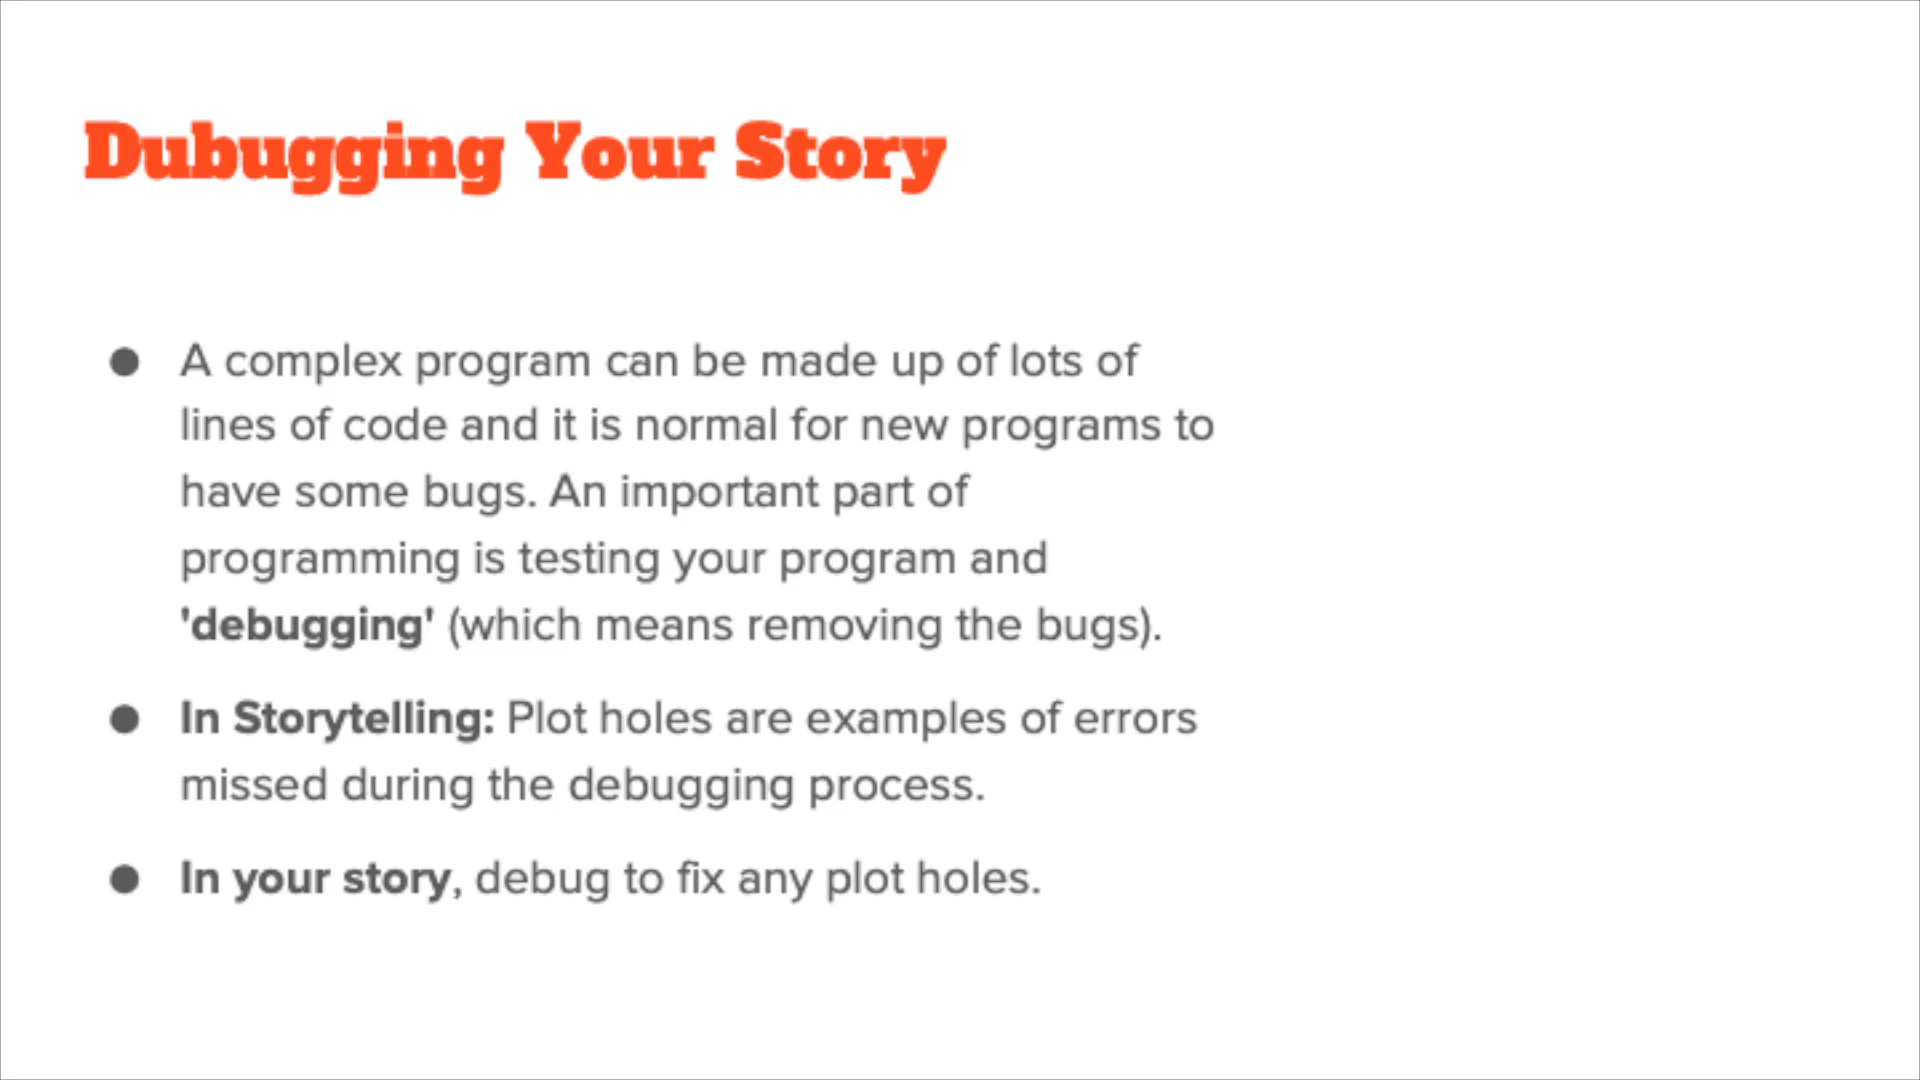 Dubugging Your Story
● A complex program can be made up of lots of
lines of code and it is normal for new programs to
have some bugs. An important part of
programming is testing your program and
'debugging' (which means removing the bugs).
● In Storytelling: Plot holes are examples of errors
missed during the debugging process.
● In your story, debug to fix any plot holes.